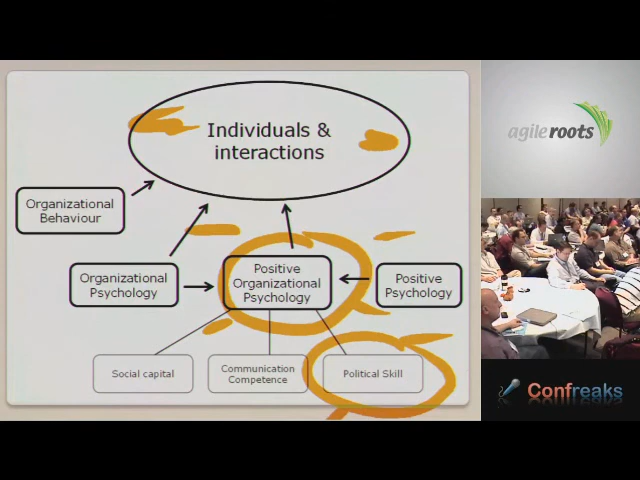 Individuals &
interactions
Organizational
Behaviour
Organizational
Psychology
Positive
Organizational
Psychology
Positive
Psychology
Social capital
Communication
Competence
Political Skill
agileroots
Confreaks